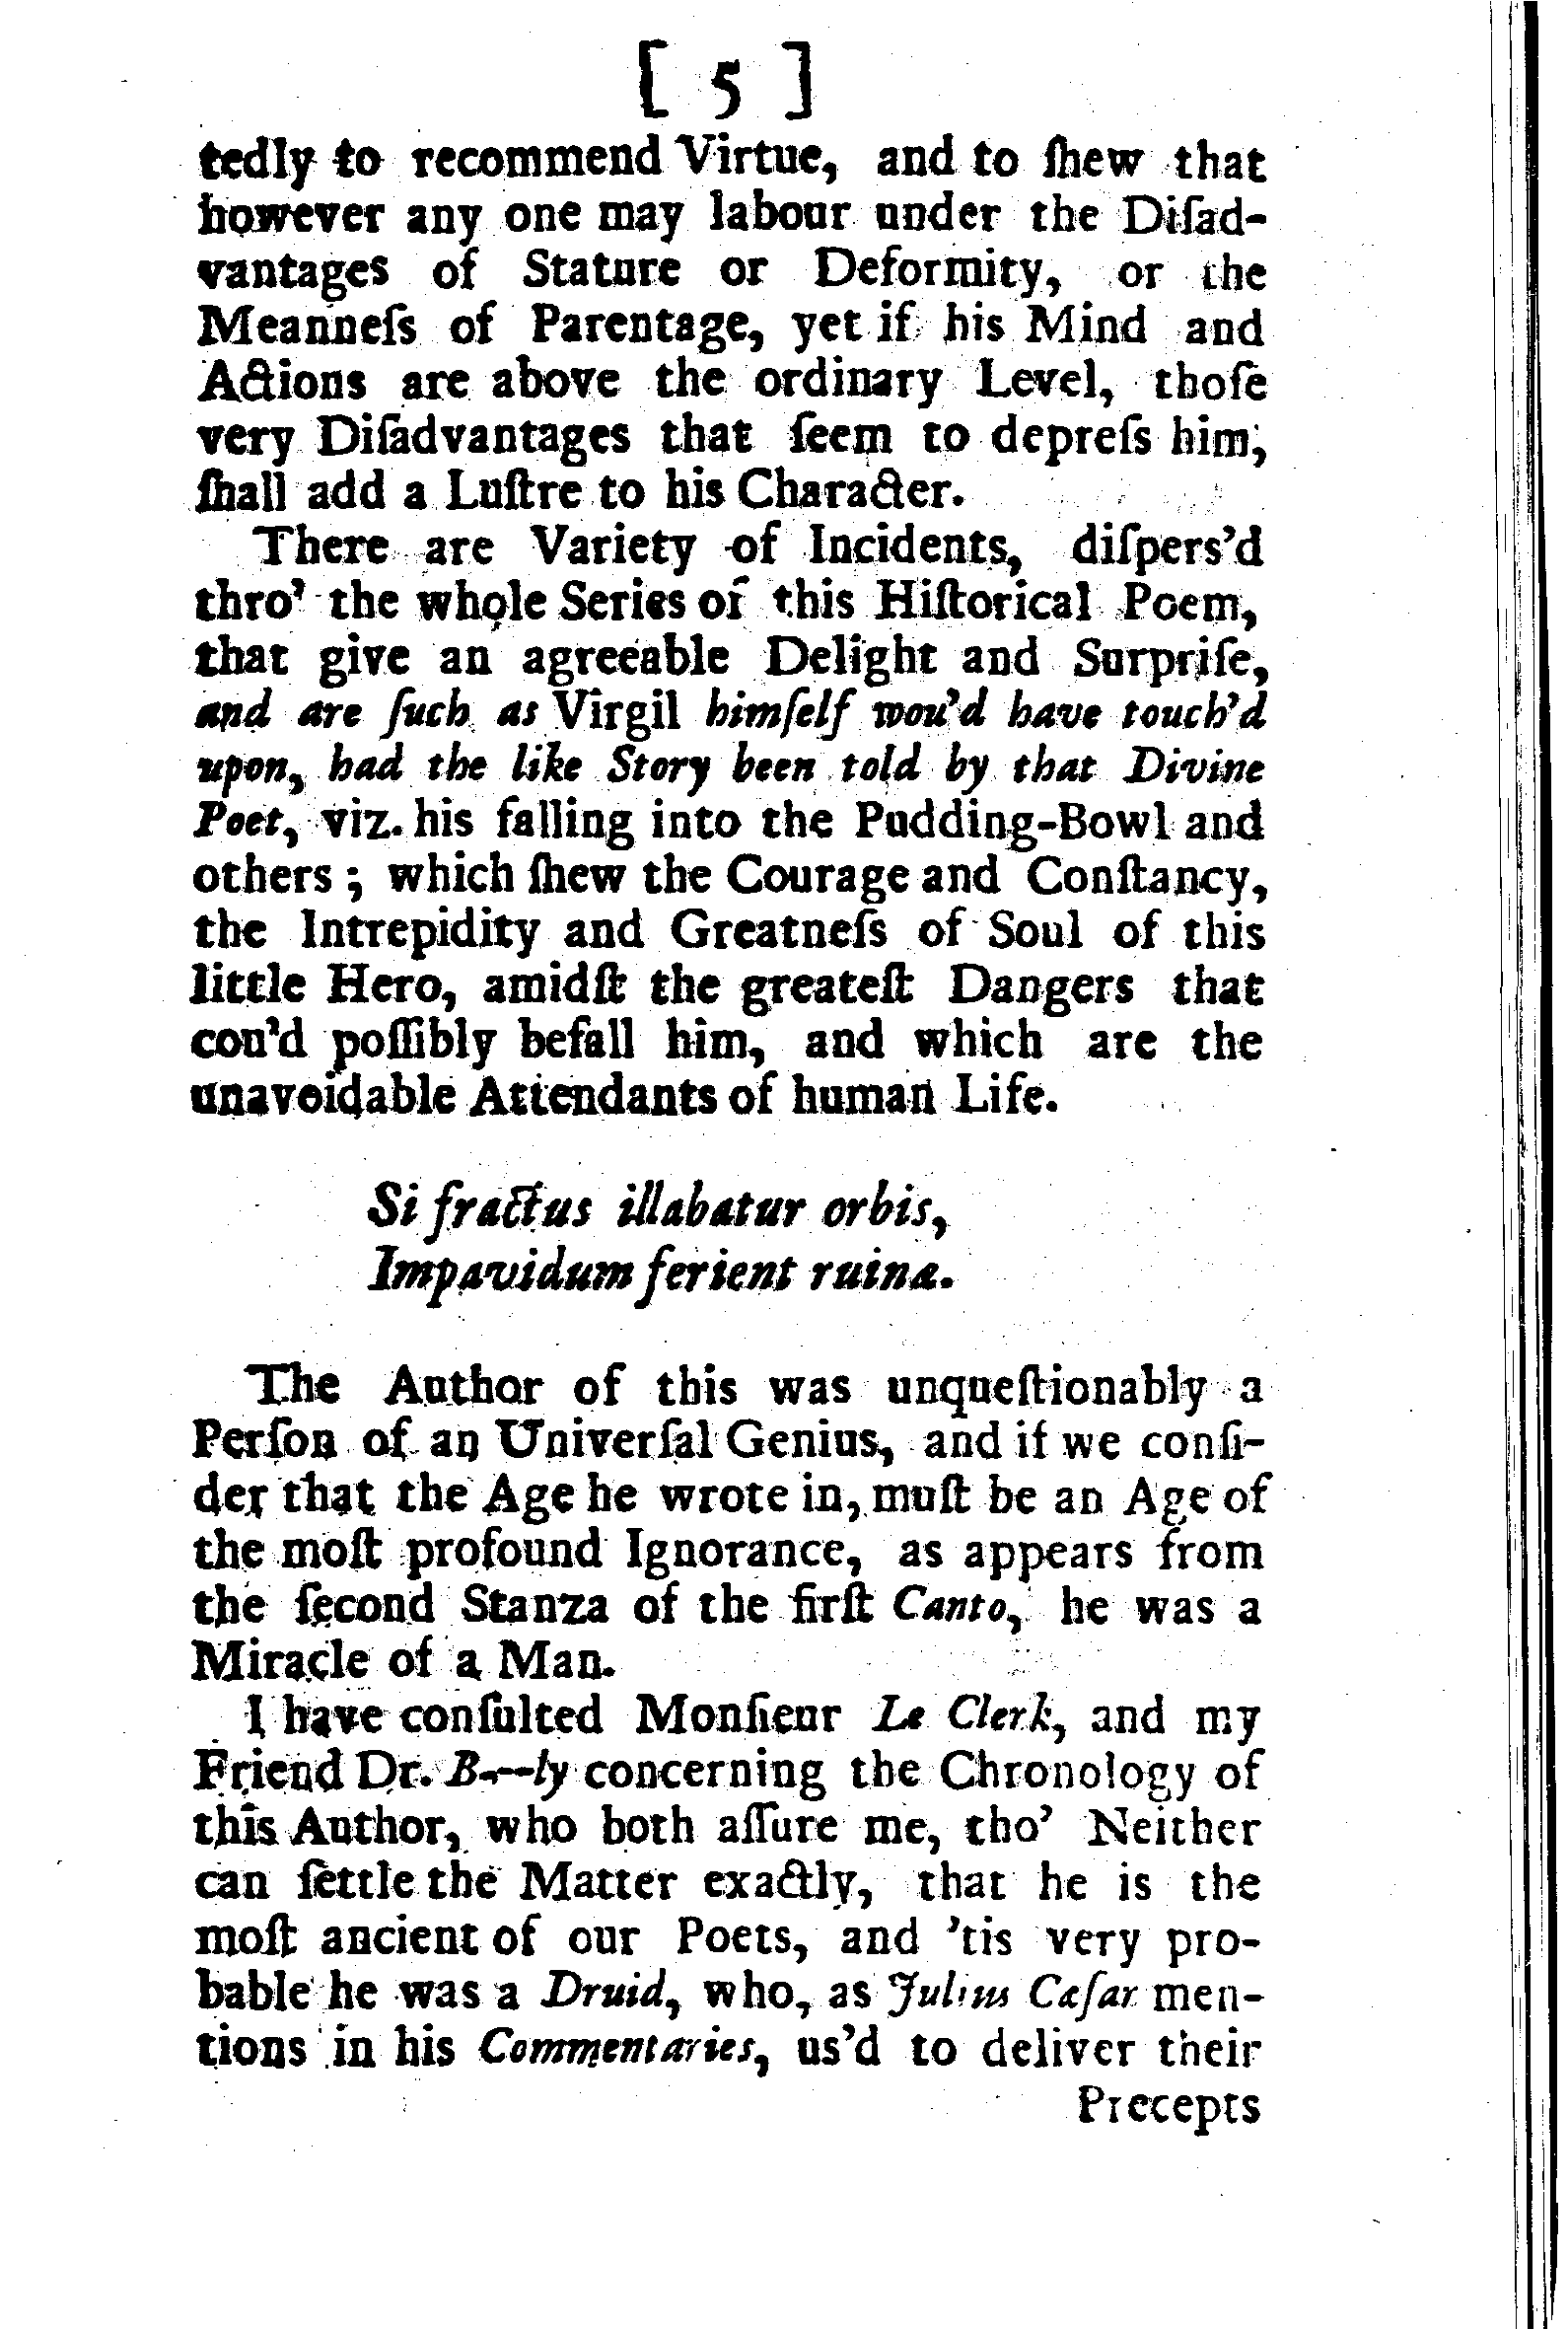 [ 5 ]
tedly to recommend Virtue, and to ſhew that
however any one may labour under the Diſad-
vantages of Stature or Deformity, or the
Meanneſs of Parentage, yet if his Mind and
Actions are above the ordinary Level, thoſe
very Diſadvantages that ſeem to depreſs him,
ſhall add a Luſtre to his Character.
There are Variety of Incidents, diſpers'd
thro' the whole Series of this Hiſtorical Poem,
that give an agreeable Delight and Surpriſe,
and are ſuch as Virgil himſelf wou'd have touch'd
upon, had the like Story been told by that Divine
Poet, viz. his falling into the Pudding-Bowl and
others; which ſhew the Courage and Conſtancy,
the Intrepidity and Greatneſs of Soul of this
little Hero, amidſt the greateſt Dangers that
cou'd poſſibly befall him, and which are the
unavoidable Attendants of human Life.
Si fractus illabatur orbis,
Impavidum ferient ruinæ.
The Author of this was unqueſtionably a
Perſon of an Univerſal Genius, and if we conſi-
der that the Age he wrote in, muſt be an Age of
the moſt profound Ignorance, as appears from
the ſecond Stanza of the firſt Canto, he was a
Miracle of a Man.
I have conſulted Monſieur Le Clerk, and my
Friend Dr. B---ly concerning the Chronology of
this Author, who both aſſure me, tho' Neither
can ſettle the Matter exactly, that he is the
moſt ancient of our Poets, and 'tis very pro-
bable he was a Druid, who, as Julius Cæſar men-
tions in his Commentaries, us'd to deliver their
Precepts